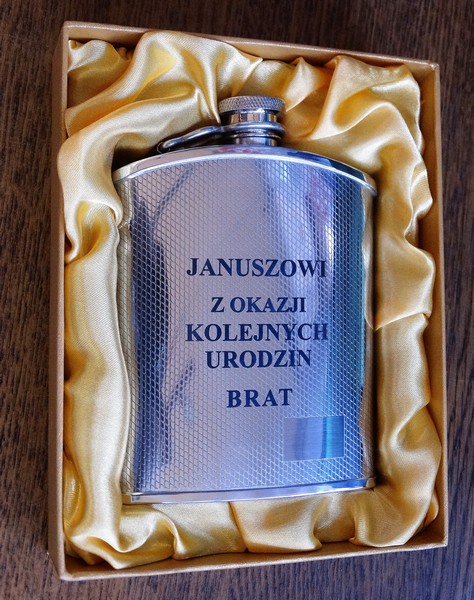 JANUSZOWI
Z OKAZJI
KOLEJNYCH
URODZIN
BRAT